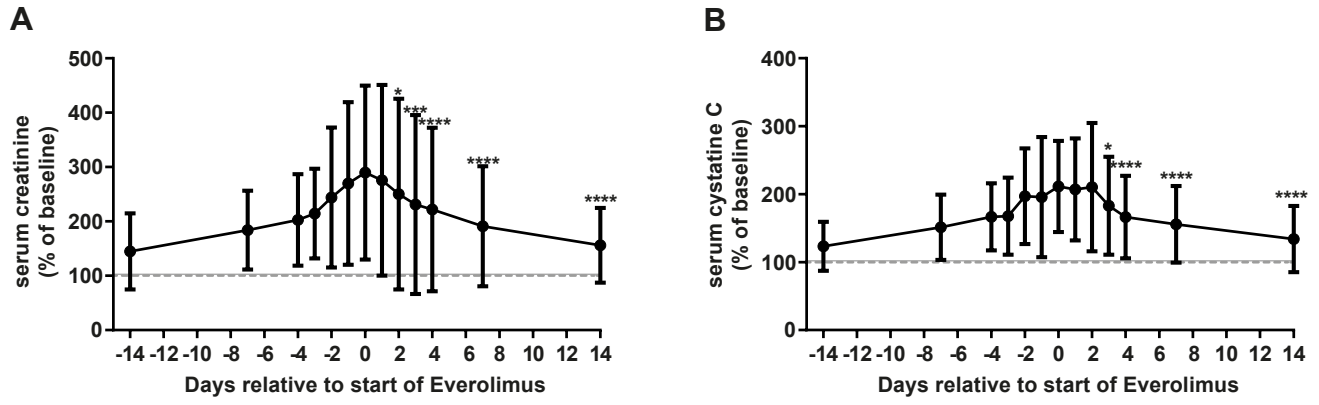 A
500
400
300
200
100
0
serum creatinine
(% of baseline)
*
***
****
****
****
-14 -12 -10 -8 -6 -4 -2 0 2 4 6 8 10 12 14
Days relative to start of Everolimus
B
400
300
200
100
0
serum cystatine C
(% of baseline)
*
****
****
****
-14 -12 -10 -8 -6 -4 -2 0 2 4 6 8 10 12 14
Days relative to start of Everolimus